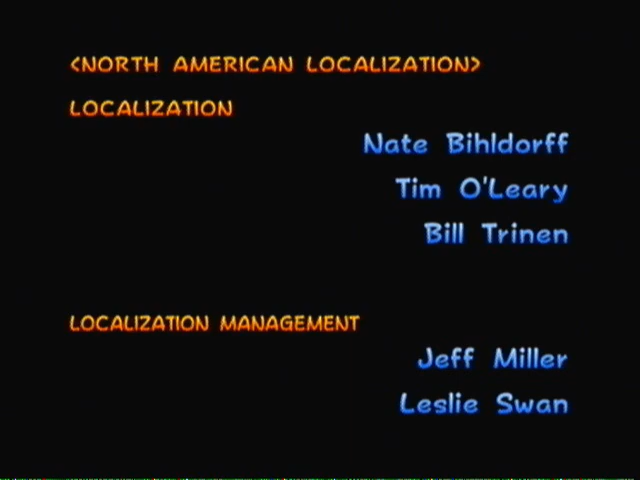 <NORTH AMERICAN LOCALIZATION>
LOCALIZATION
Nate Bihldorff
Tim O'Leary
Bill Trinen
LOCALIZATION MANAGEMENT
Jeff Miller
Leslie Swan